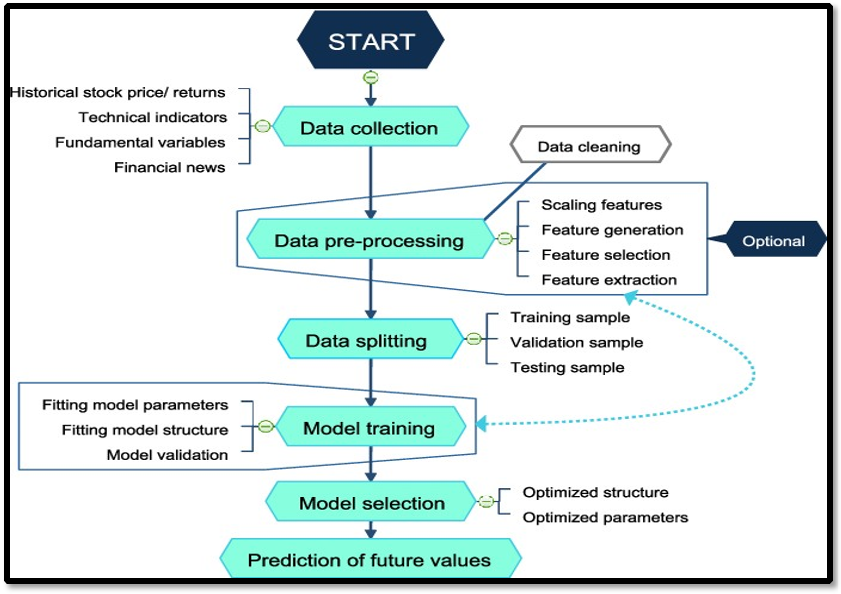 START
Historical stock price/ returns
Technical indicators
Fundamental variables
Financial news
Data collection
Data cleaning
Data pre-processing
Scaling features
Feature generation
Feature selection
Feature extraction
Optional
Data splitting
Training sample
Validation sample
Testing sample
Fitting model parameters
Fitting model structure
Model validation
Model training
Model selection
Optimized structure
Optimized parameters
Prediction of future values